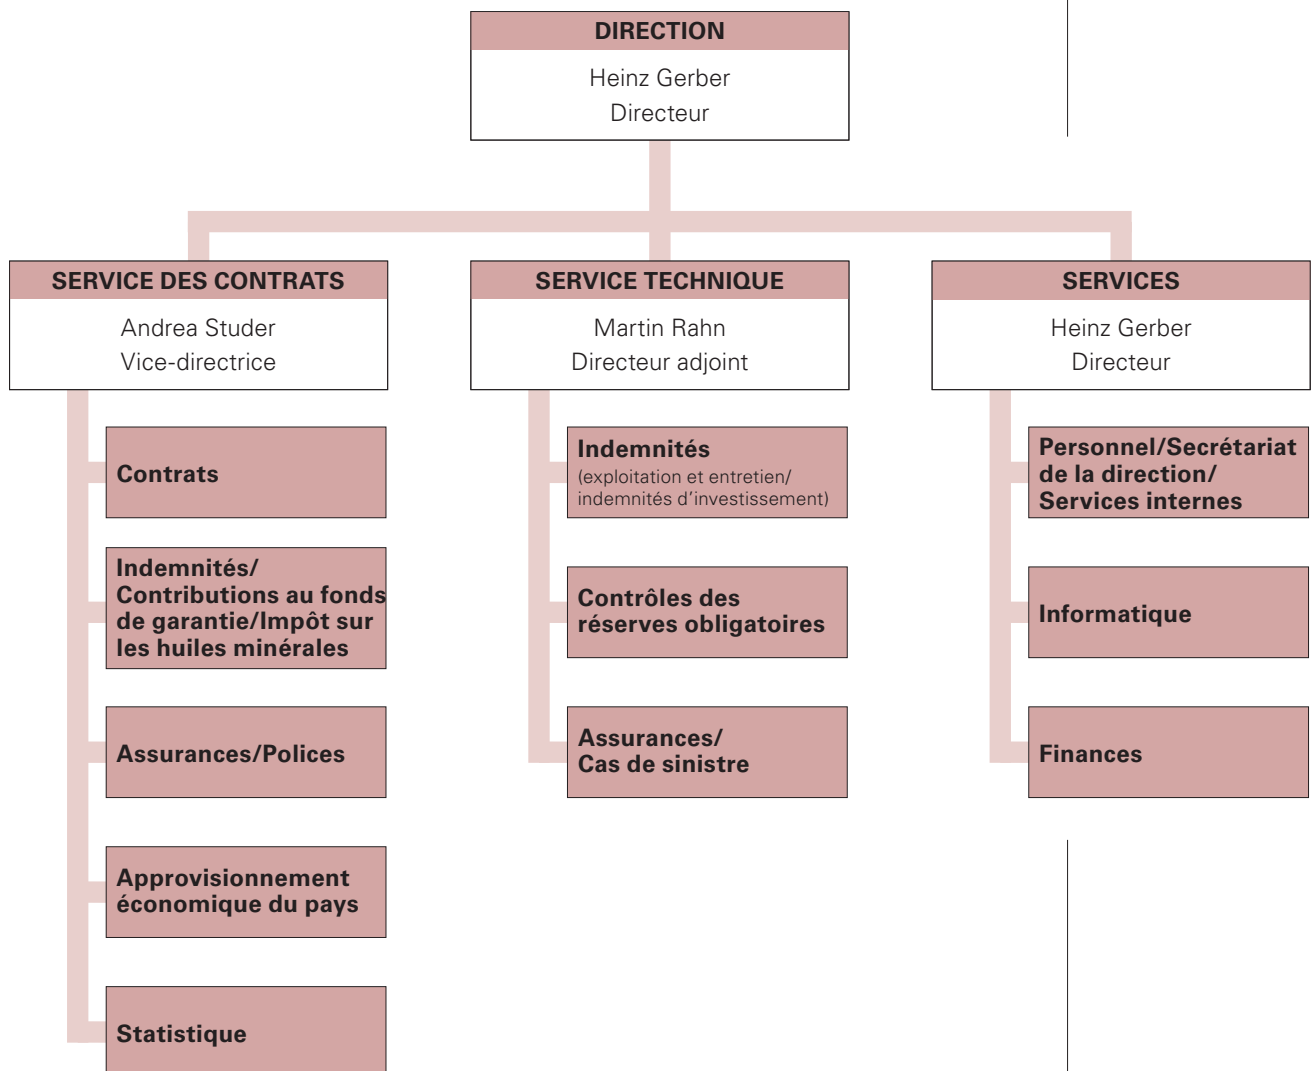 DIRECTION
Heinz Gerber
Directeur
SERVICE DES CONTRATS
Andrea Studer
Vice-directrice
Contrats
Indemnités/
Contributions au fonds
de garantie/Impôt sur
les huiles minérales
Assurances/Polices
Approvisionnement
économique du pays
Statistique
SERVICE TECHNIQUE
Martin Rahn
Directeur adjoint
Indemnités
(exploitation et entretien/
indemnités d’investissement)
Contrôles des
réserves obligatoires
Assurances/
Cas de sinistre
SERVICES
Heinz Gerber
Directeur
Personnel/Secrétariat
de la direction/
Services internes
Informatique
Finances